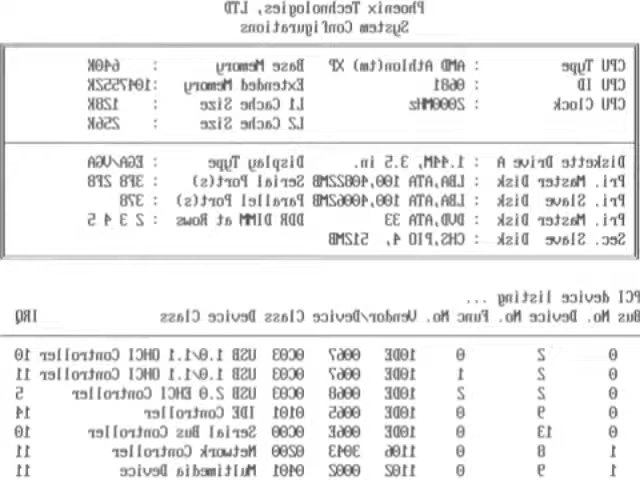 Phoenix Technologies, LTD
System Configurations
CPU Type : AMD Athlon(tm) XP Base Memory : 640K
CPU ID : 0681 Extended Memory :1047552K
CPU Clock : 2000MHz L1 Cache Size : 128K
L2 Cache Size : 256K
Diskette Drive A : 1.44M, 3.5 in. Display Type : EGA/VGA
Pri. Master Disk : LBA,ATA 100,40822MB Serial Port(s) : 3F8 2F8
Pri. Slave Disk : LBA,ATA 100,40062MB Parallel Port(s) : 378
Pri. Master Disk : DVD,ATA 33 DDR DIMM at Rows : 2 3 4 5
Sec. Slave Disk : CHS,PIO 4, 512MB
PCI device listing ...
Bus No. Device No. Func No. Vendor/Device Class Device Class IRQ
0 2 0 10DE 0067 0C03 USB 1.0/1.1 OHCI Controller 10
0 2 1 10DE 0067 0C03 USB 1.0/1.1 OHCI Controller 11
0 2 2 10DE 0068 0C03 USB 2.0 EHCI Controller 5
0 9 0 10DE 0065 0101 IDE Controller 14
0 13 0 10DE 006E 0C00 Serial Bus Controller 10
1 8 0 1106 3043 0200 Network Controller 11
1 9 0 1102 0002 0401 Multimedia Device 11